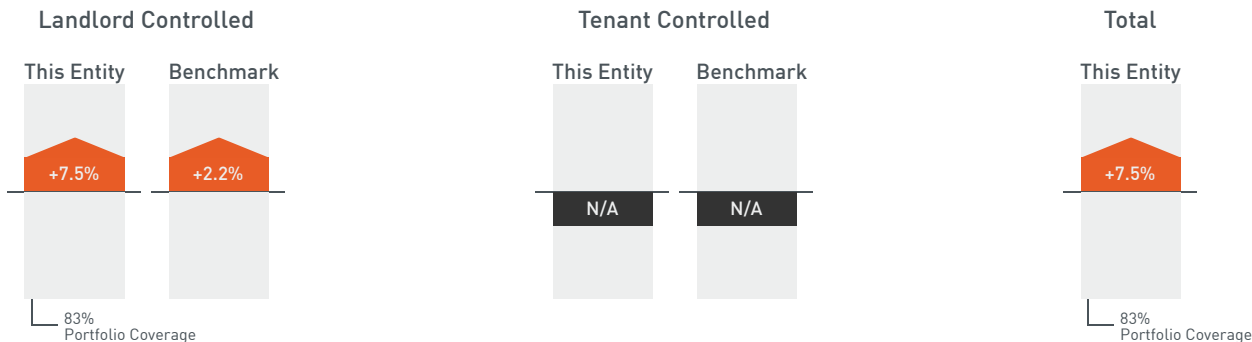 Landlord Controlled
This Entity
Benchmark
+7.5%
+2.2%
83%
Portfolio Coverage
Tenant Controlled
This Entity
Benchmark
N/A
N/A
Total
This Entity
+7.5%
83%
Portfolio Coverage